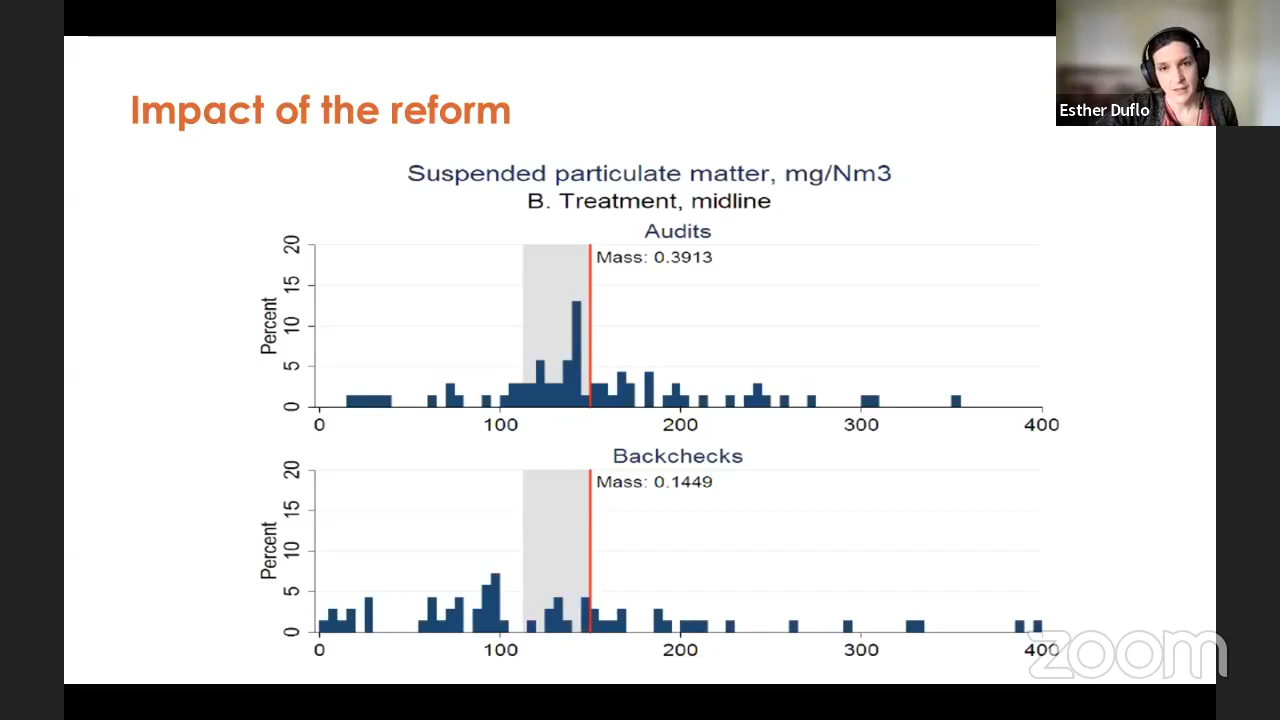 Impact of the reform
Esther Duflo
Suspended particulate matter, mg/Nm3
B. Treatment, midline
Audits
Mass: 0.3913
Percent
20
15
10
5
0
0 100 200 300 400
Backchecks
Mass: 0.1449
Percent
20
15
10
5
0
0 100 200 300 400
zoom